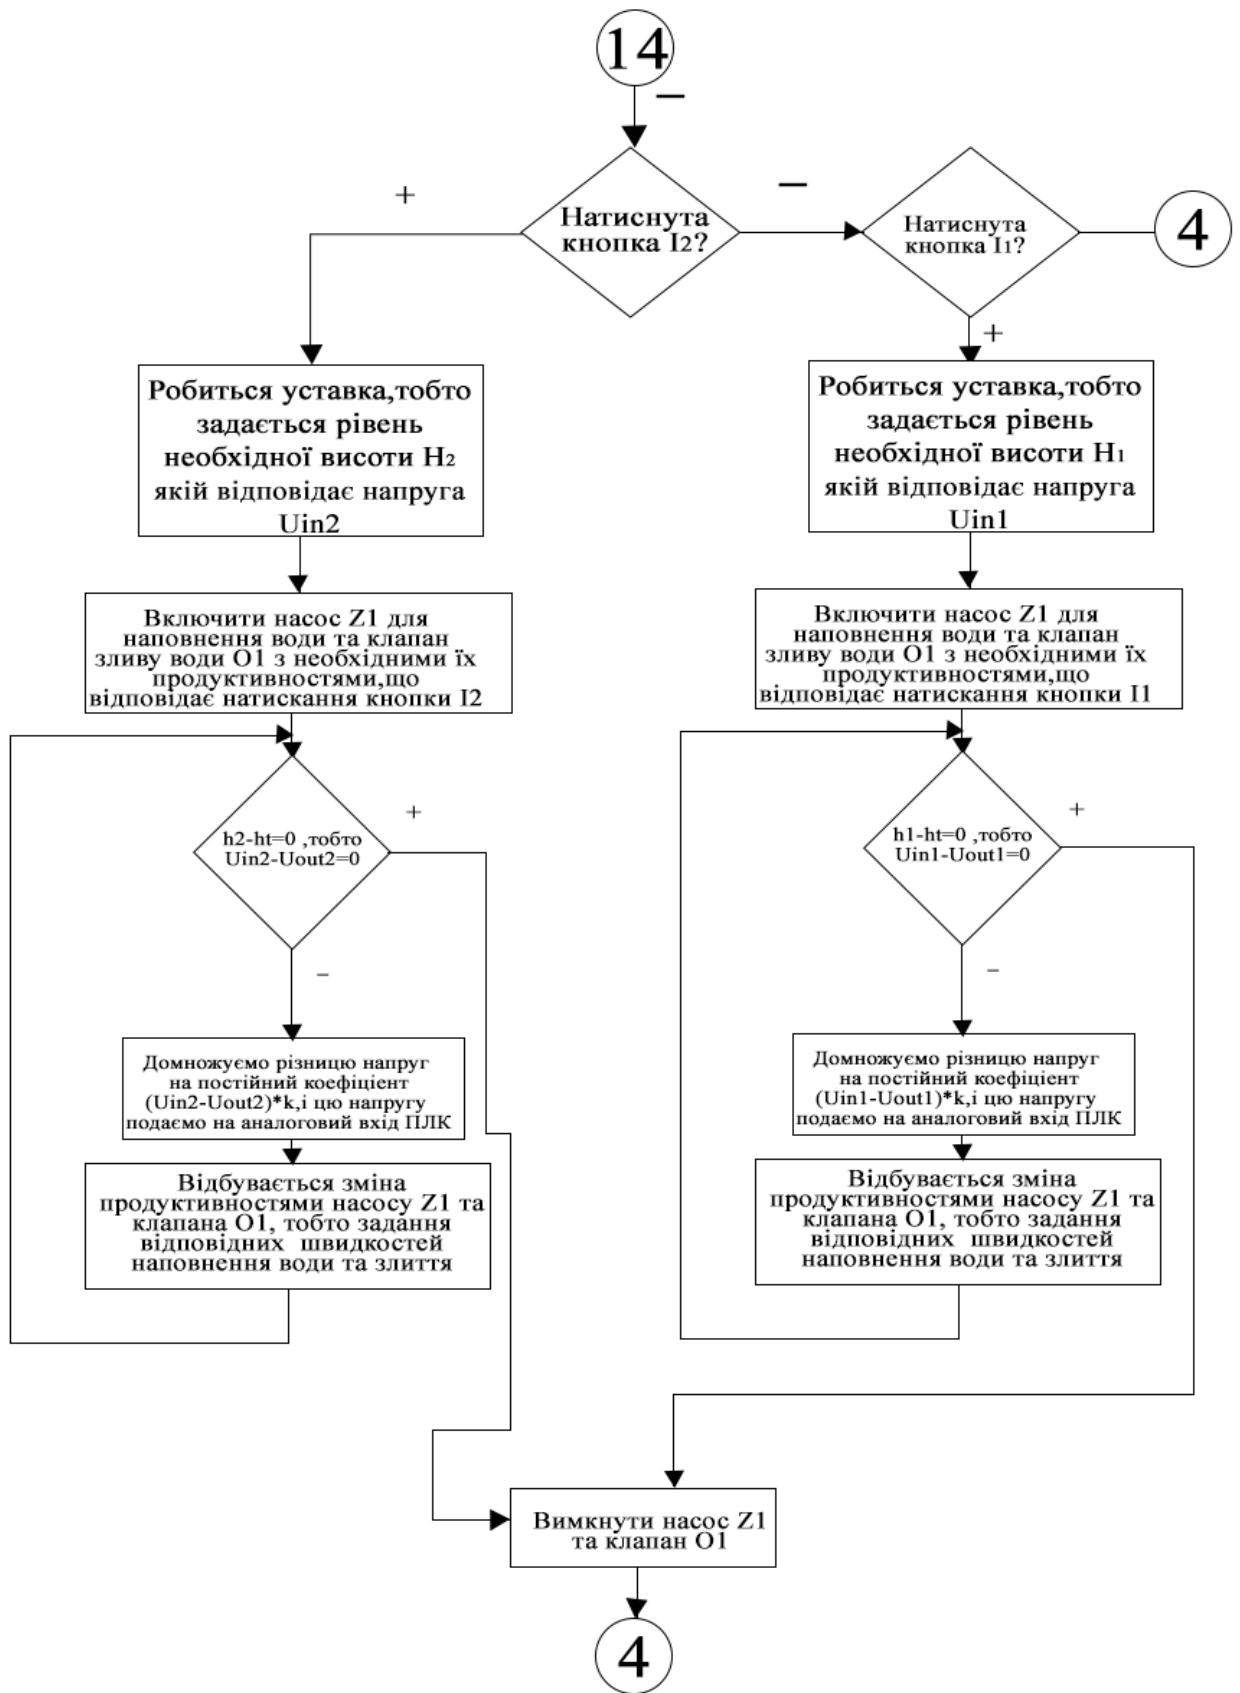 14
−
+
−
Натиснута
кнопка I2?
Натиснута
кнопка I1?
4
+
Робиться уставка,тобто
задається рівень
необхідної висоти H2
якій відповідає напруга
Uin2
Робиться уставка,тобто
задається рівень
необхідної висоти H1
якій відповідає напруга
Uin1
Включити насос Z1 для
наповнення води та клапан
зливу води O1 з необхідними їх
продуктивностями,що
відповідає натискання кнопки I2
Включити насос Z1 для
наповнення води та клапан
зливу води O1 з необхідними їх
продуктивностями,що
відповідає натискання кнопки I1
h2-ht=0 ,тобто
Uin2-Uout2=0
+
−
h1-ht=0 ,тобто
Uin1-Uout1=0
+
−
Домножуємо різницю напруг
на постійний коефіціент
(Uin2-Uout2)*k,і цю напругу
подаємо на аналоговий вхід ПЛК
Домножуємо різницю напруг
на постійний коефіціент
(Uin1-Uout1)*k,і цю напругу
подаємо на аналоговий вхід ПЛК
Відбувається зміна
продуктивностями насосу Z1 та
клапана O1, тобто задання
відповідних швидкостей
наповнення води та злиття
Відбувається зміна
продуктивностями насосу Z1 та
клапана O1, тобто задання
відповідних швидкостей
наповнення води та злиття
Вимкнути насос Z1
та клапан O1
4